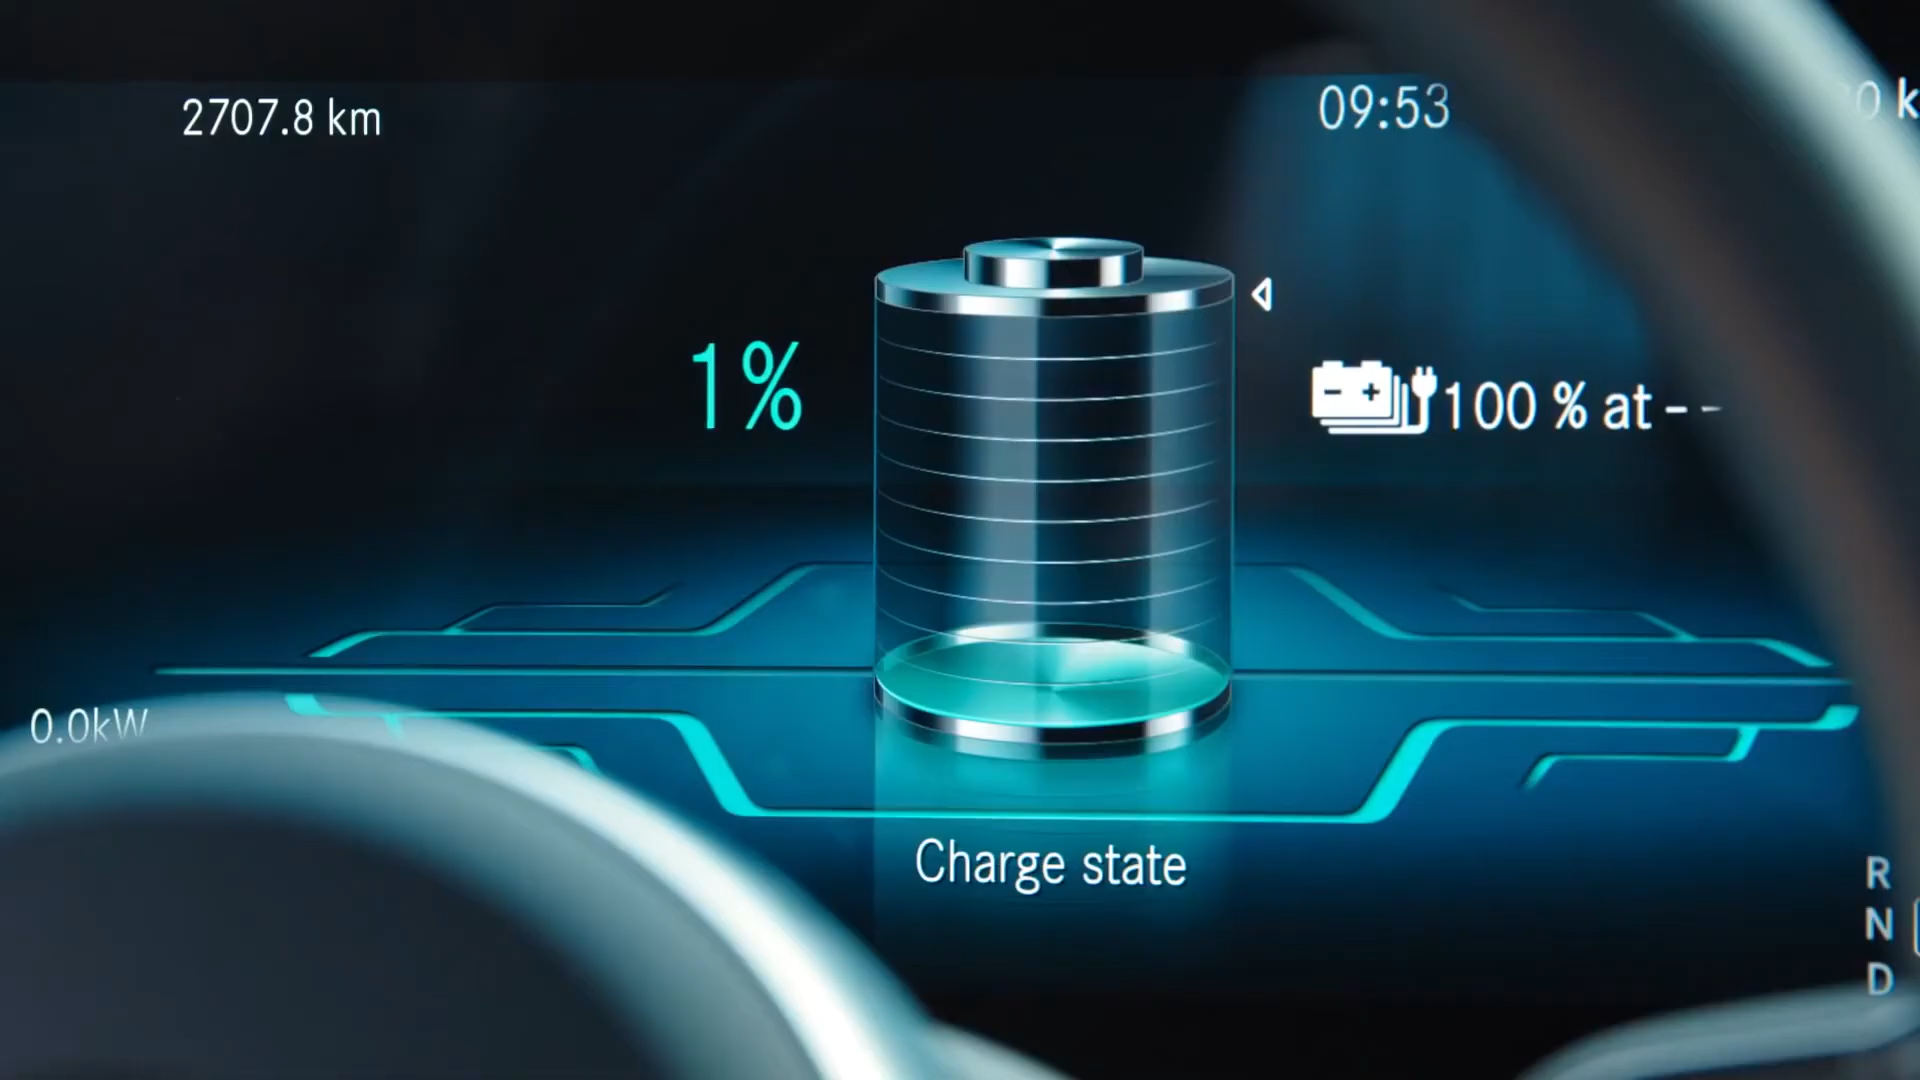 2707.8 km
09:53
1%
100 % at - -
0.0kW
Charge state
R
N
D